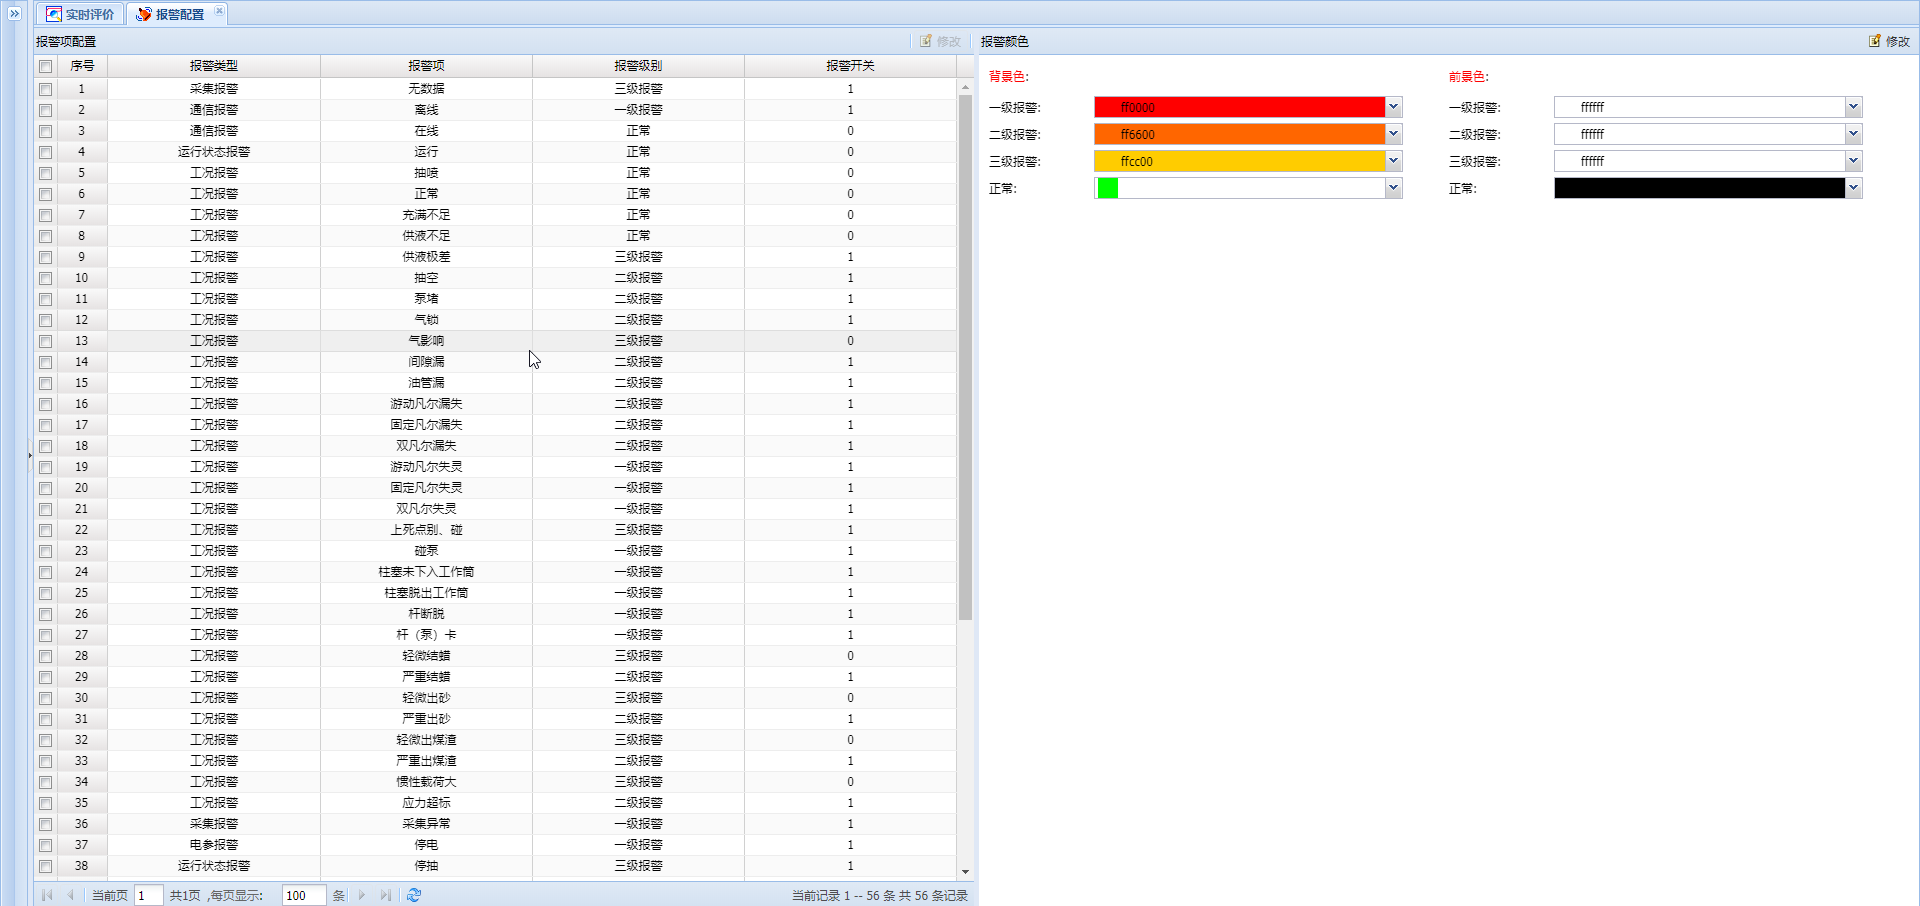 实时评价 报警配置
报警项配置 修改
序号 报警类型 报警项 报警级别 报警开关
1 采集报警 无数据 三级报警 1
2 通信报警 离线 一级报警 1
3 通信报警 在线 正常 0
4 运行状态报警 运行 正常 0
5 工况报警 抽喷 正常 0
6 工况报警 正常 正常 0
7 工况报警 充满不足 正常 0
8 工况报警 供液不足 正常 0
9 工况报警 供液极差 三级报警 1
10 工况报警 抽空 二级报警 1
11 工况报警 泵堵 二级报警 1
12 工况报警 气锁 二级报警 1
13 工况报警 气影响 三级报警 0
14 工况报警 间隙漏 二级报警 1
15 工况报警 油管漏 二级报警 1
16 工况报警 游动凡尔漏失 二级报警 1
17 工况报警 固定凡尔漏失 二级报警 1
18 工况报警 双凡尔漏失 二级报警 1
19 工况报警 游动凡尔失灵 一级报警 1
20 工况报警 固定凡尔失灵 一级报警 1
21 工况报警 双凡尔失灵 一级报警 1
22 工况报警 上死点别、碰 三级报警 1
23 工况报警 碰泵 一级报警 1
24 工况报警 柱塞未下入工作筒 一级报警 1
25 工况报警 柱塞脱出工作筒 一级报警 1
26 工况报警 杆断脱 一级报警 1
27 工况报警 杆（泵）卡 一级报警 1
28 工况报警 轻微结蜡 三级报警 0
29 工况报警 严重结蜡 二级报警 1
30 工况报警 轻微出砂 三级报警 0
31 工况报警 严重出砂 二级报警 1
32 工况报警 轻微出煤渣 三级报警 0
33 工况报警 严重出煤渣 二级报警 1
34 工况报警 惯性载荷大 三级报警 0
35 工况报警 应力超标 二级报警 1
36 采集报警 采集异常 一级报警 1
37 电参报警 停电 一级报警 1
38 运行状态报警 停抽 三级报警 1
当前页 1 共1页 ,每页显示: 100 条 当前记录 1 -- 56 条 共 56 条记录
报警颜色 修改
背景色: 前景色:
一级报警: ff0000 一级报警: ffffff
二级报警: ff6600 二级报警: ffffff
三级报警: ffcc00 三级报警: ffffff
正常: 正常: